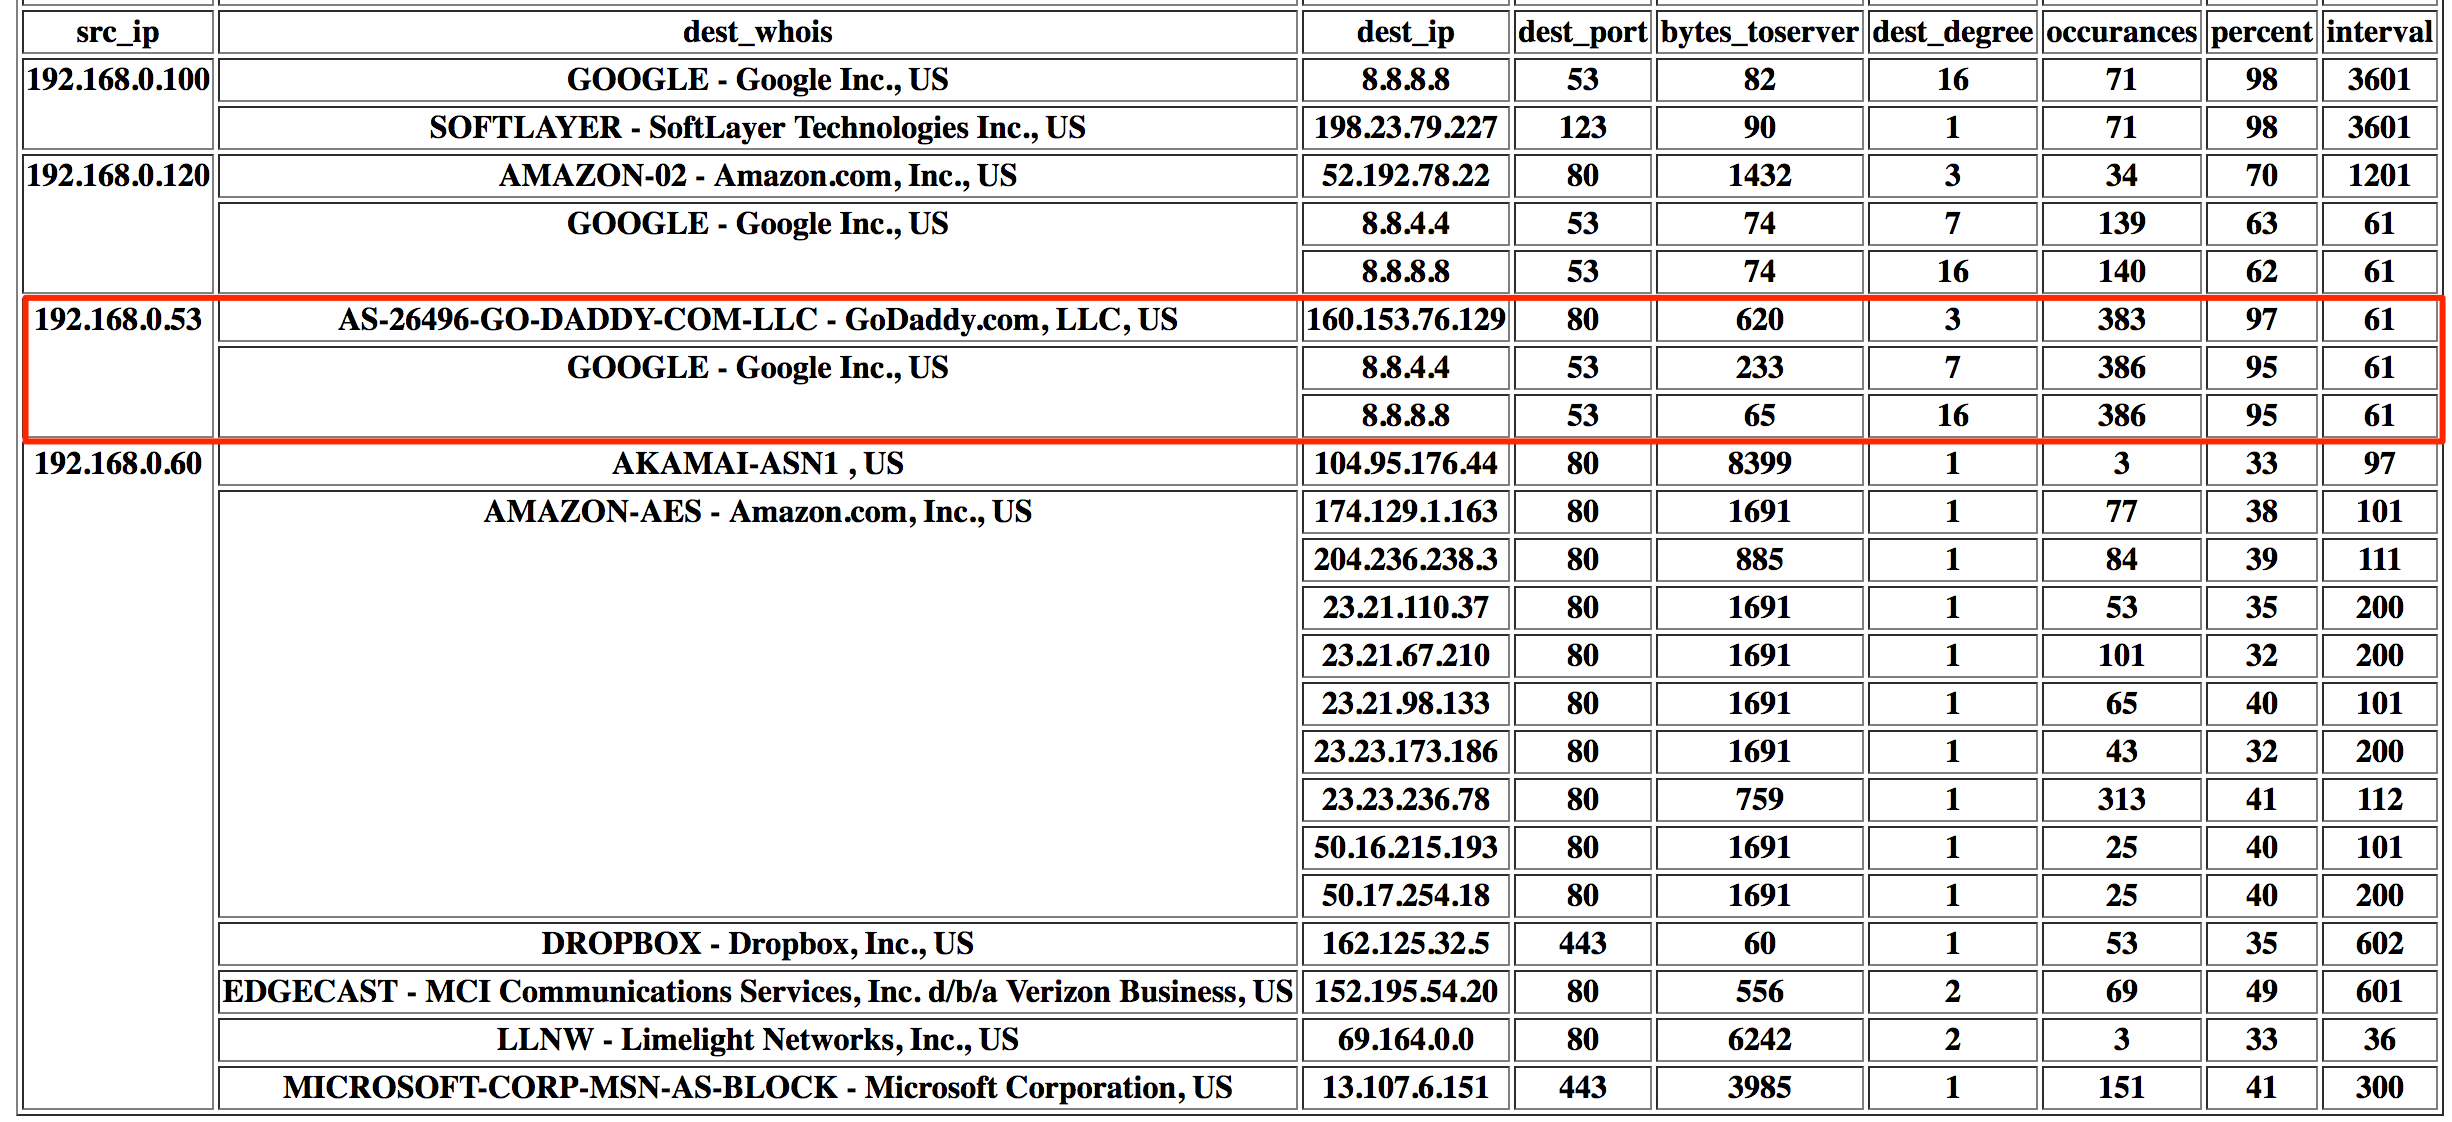 src_ip dest_whois dest_ip dest_port bytes_toserver dest_degree occurances percent interval
192.168.0.100 GOOGLE - Google Inc., US 8.8.8.8 53 82 16 71 98 3601
SOFTLAYER - SoftLayer Technologies Inc., US 198.23.79.227 123 90 1 71 98 3601
192.168.0.120 AMAZON-02 - Amazon.com, Inc., US 52.192.78.22 80 1432 3 34 70 1201
GOOGLE - Google Inc., US 8.8.4.4 53 74 7 139 63 61
8.8.8.8 53 74 16 140 62 61
192.168.0.53 AS-26496-GO-DADDY-COM-LLC - GoDaddy.com, LLC, US 160.153.76.129 80 620 3 383 97 61
GOOGLE - Google Inc., US 8.8.4.4 53 233 7 386 95 61
8.8.8.8 53 65 16 386 95 61
192.168.0.60 AKAMAI-ASN1 , US 104.95.176.44 80 8399 1 3 33 97
AMAZON-AES - Amazon.com, Inc., US 174.129.1.163 80 1691 1 77 38 101
204.236.238.3 80 885 1 84 39 111
23.21.110.37 80 1691 1 53 35 200
23.21.67.210 80 1691 1 101 32 200
23.21.98.133 80 1691 1 65 40 101
23.23.173.186 80 1691 1 43 32 200
23.23.236.78 80 759 1 313 41 112
50.16.215.193 80 1691 1 25 40 101
50.17.254.18 80 1691 1 25 40 200
DROPBOX - Dropbox, Inc., US 162.125.32.5 443 60 1 53 35 602
EDGECAST - MCI Communications Services, Inc. d/b/a Verizon Business, US 152.195.54.20 80 556 2 69 49 601
LLNW - Limelight Networks, Inc., US 69.164.0.0 80 6242 2 3 33 36
MICROSOFT-CORP-MSN-AS-BLOCK - Microsoft Corporation, US 13.107.6.151 443 3985 1 151 41 300